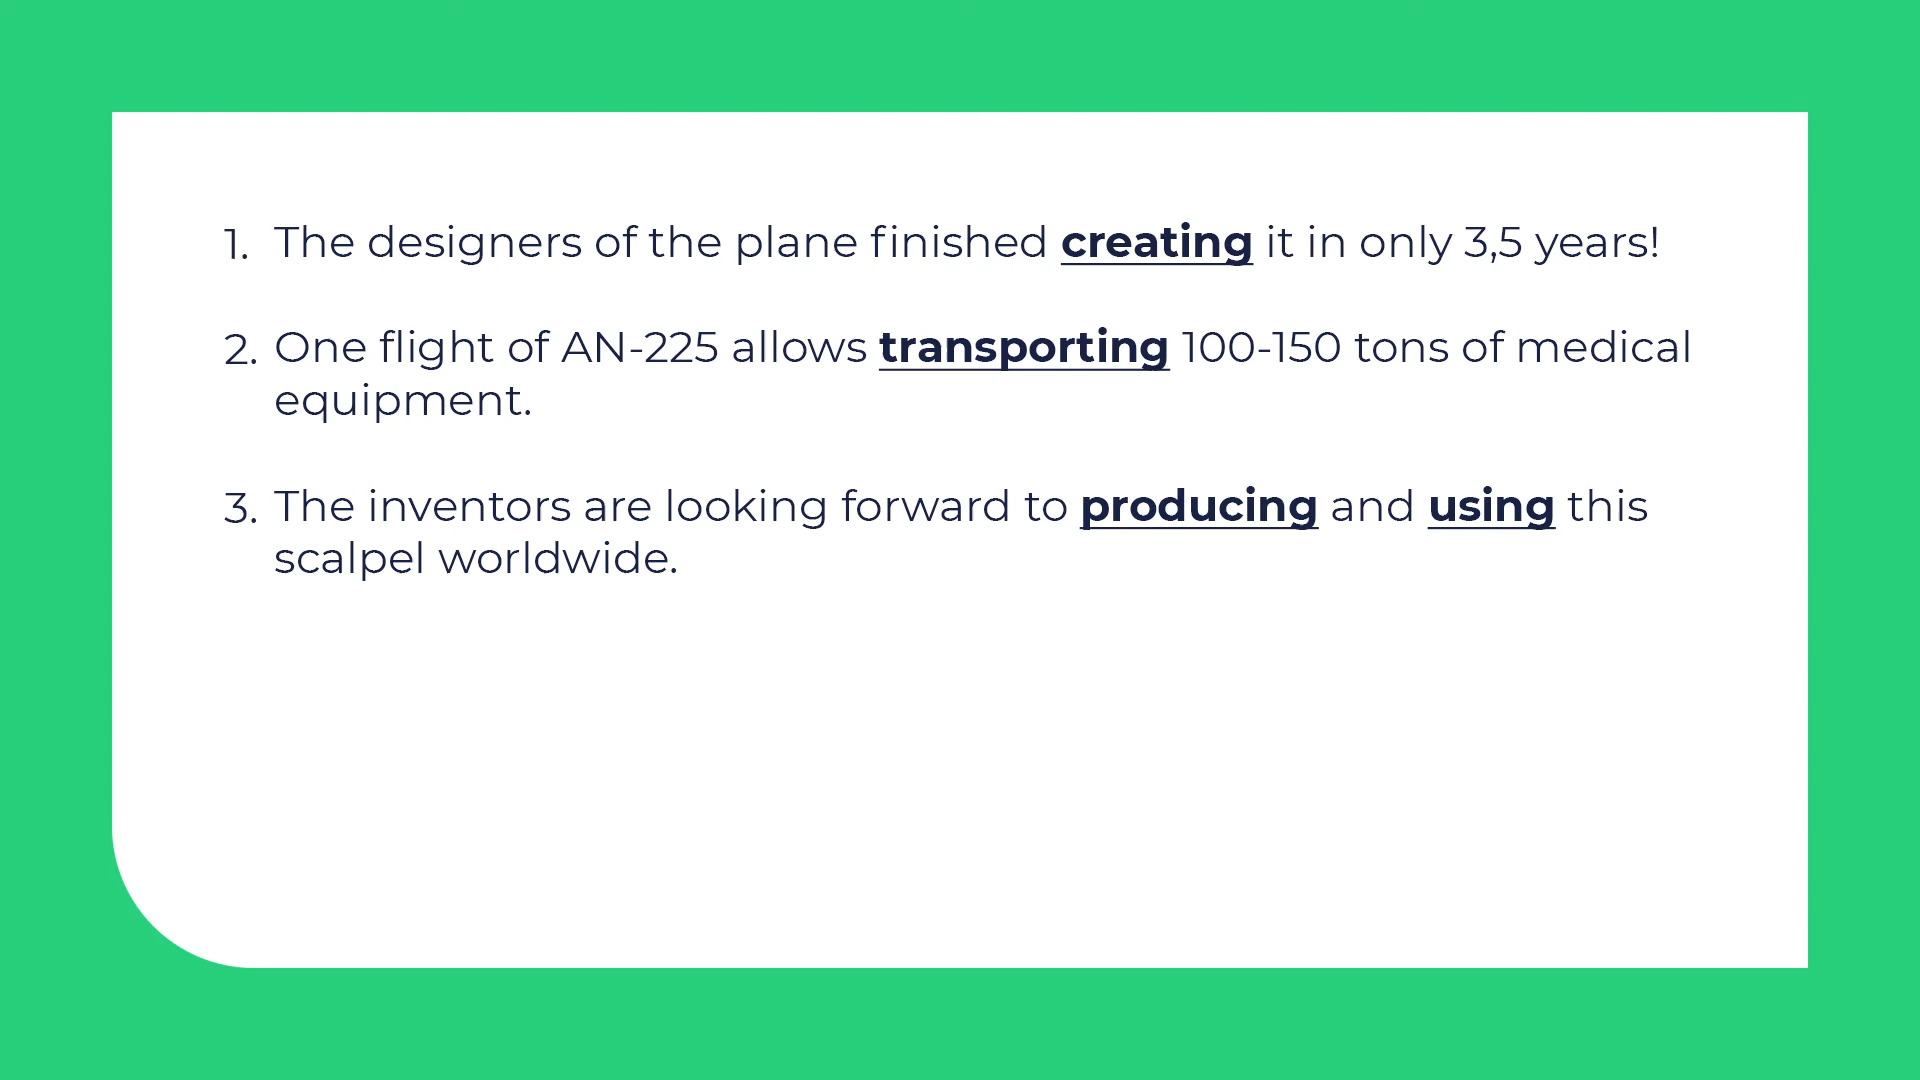 1. The designers of the plane finished creating it in only 3,5 years!
2. One flight of AN-225 allows transporting 100-150 tons of medical
equipment.
3. The inventors are looking forward to producing and using this
scalpel worldwide.